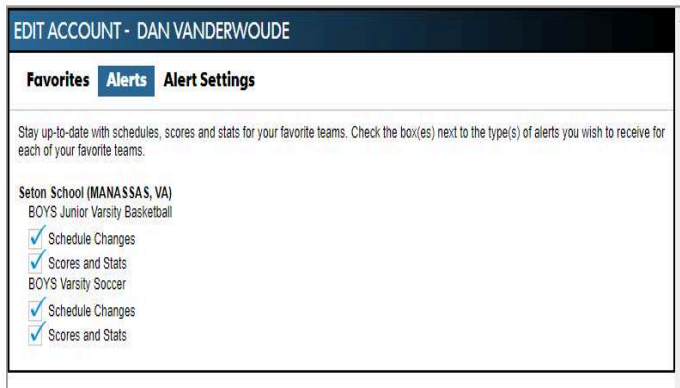 EDIT ACCOUNT - DAN VANDERWOUDE
Favorites Alerts Alert Settings
Stay up-to-date with schedules, scores and stats for your favorite teams. Check the box(es) next to the type(s) of alerts you wish to receive for
each of your favorite teams.
Seton School (MANASSAS, VA)
BOYS Junior Varsity Basketball
Schedule Changes
Scores and Stats
BOYS Varsity Soccer
Schedule Changes
Scores and Stats